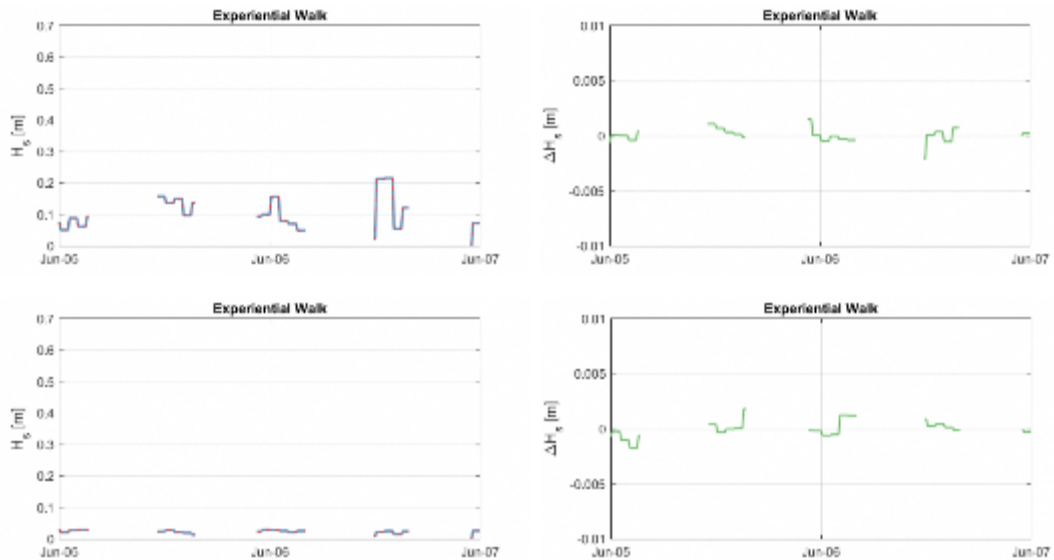 Experiential Walk
0.7
0.6
0.5
0.4
0.3
0.2
0.1
0
Hs [m]
Jun-05
Jun-06
Jun-07
Experiential Walk
0.01
0.005
0
-0.005
-0.01
ΔHs [m]
Jun-05
Jun-06
Jun-07
Experiential Walk
0.7
0.6
0.5
0.4
0.3
0.2
0.1
0
Hs [m]
Jun-05
Jun-06
Jun-07
Experiential Walk
0.01
0.005
0
-0.005
-0.01
ΔHs [m]
Jun-05
Jun-06
Jun-07